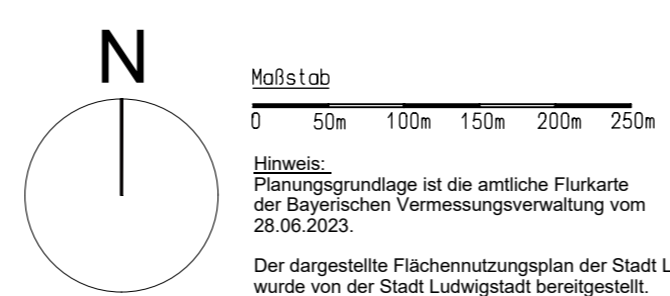 N
Maßstab
0 50m 100m 150m 200m 250m
Hinweis:
Planungsgrundlage ist die amtliche Flurkarte
der Bayerischen Vermessungsverwaltung vom
28.06.2023.
Der dargestellte Flächennutzungsplan der Stadt L
wurde von der Stadt Ludwigstadt bereitgestellt.